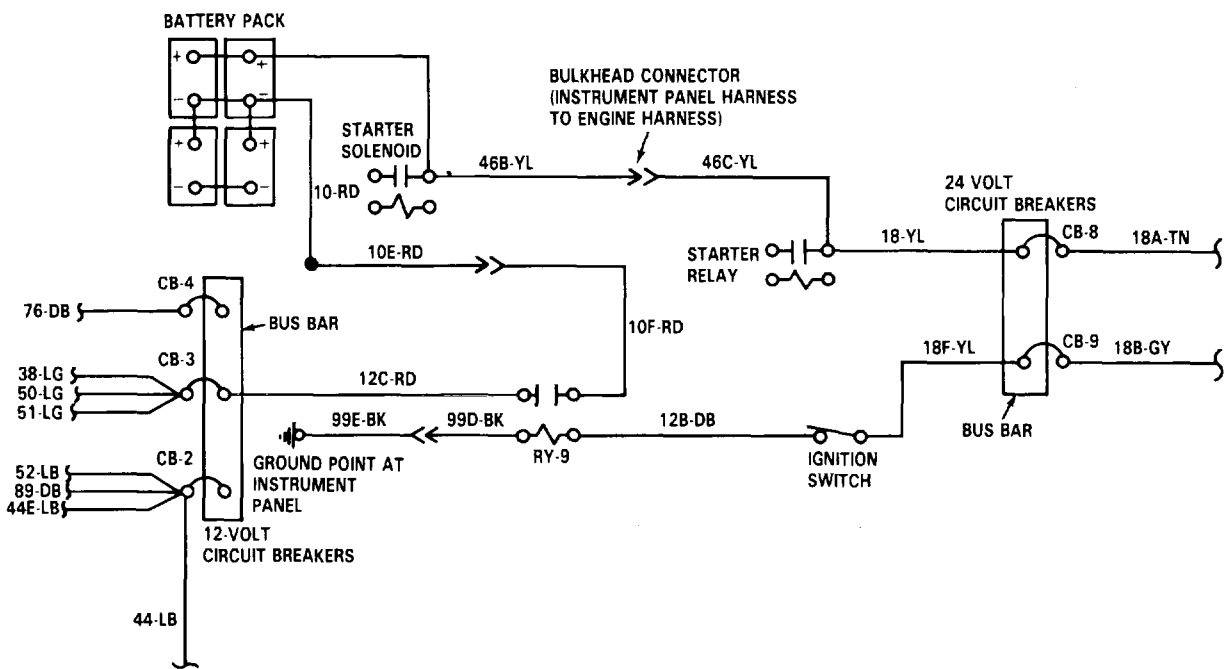 BATTERY PACK
+
+
−
−
+
+
−
−
STARTER
SOLENOID
10-RD
BULKHEAD CONNECTOR
(INSTRUMENT PANEL HARNESS
TO ENGINE HARNESS)
46B-YL
46C-YL
24 VOLT
CIRCUIT BREAKERS
STARTER
RELAY
18-YL
CB-8
18A-TN
10E-RD
CB-4
76-DB
BUS BAR
10F-RD
CB-3
38-LG
50-LG
51-LG
12C-RD
18F-YL
CB-9
18B-GY
99E-BK
99D-BK
12B-DB
BUS BAR
RY-9
IGNITION
SWITCH
CB-2
GROUND POINT AT
INSTRUMENT
PANEL
52-LB
89-DB
44E-LB
12-VOLT
CIRCUIT BREAKERS
44-LB